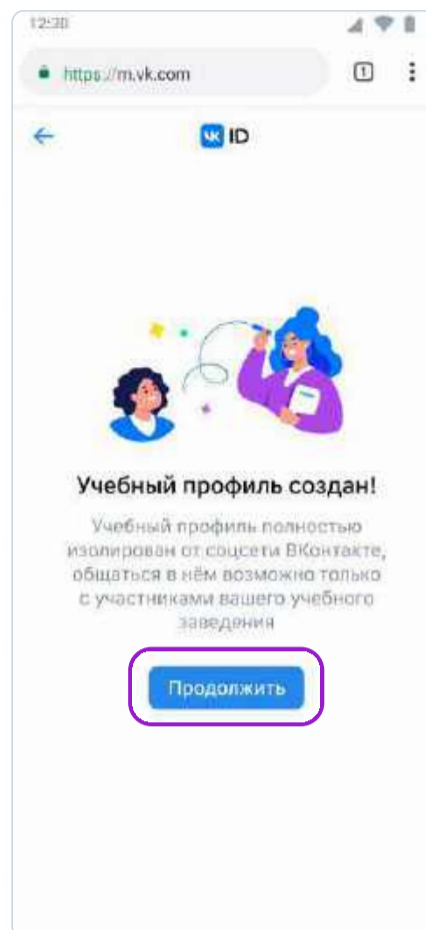 12:30
https://m.vk.com
1
VK ID
Учебный профиль создан!
Учебный профиль полностью
изолирован от соцсети ВКонтакте,
общаться в нём возможно только
с участниками вашего учебного
заведения
Продолжить